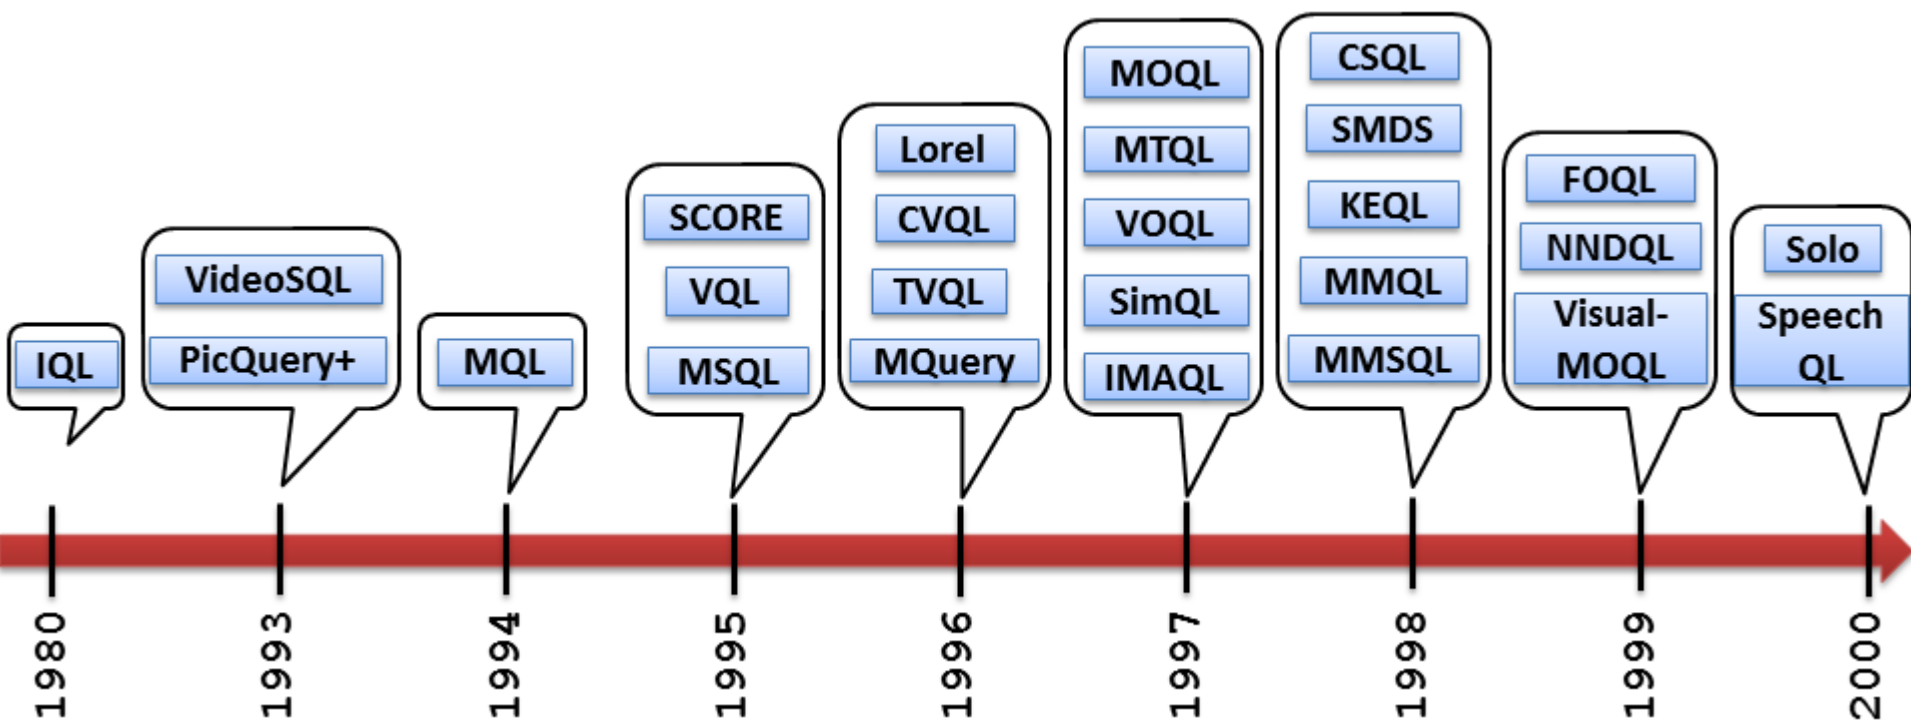 IQL
VideoSQL
PicQuery+
MQL
SCORE
VQL
MSQL
Lorel
CVQL
TVQL
MQuery
MOQL
MTQL
VOQL
SimQL
IMAQL
CSQL
SMDS
KEQL
MMQL
MMSQL
FOQL
NNDQL
Visual-
MOQL
Solo
Speech
QL
1980
1993
1994
1995
1996
1997
1998
1999
2000